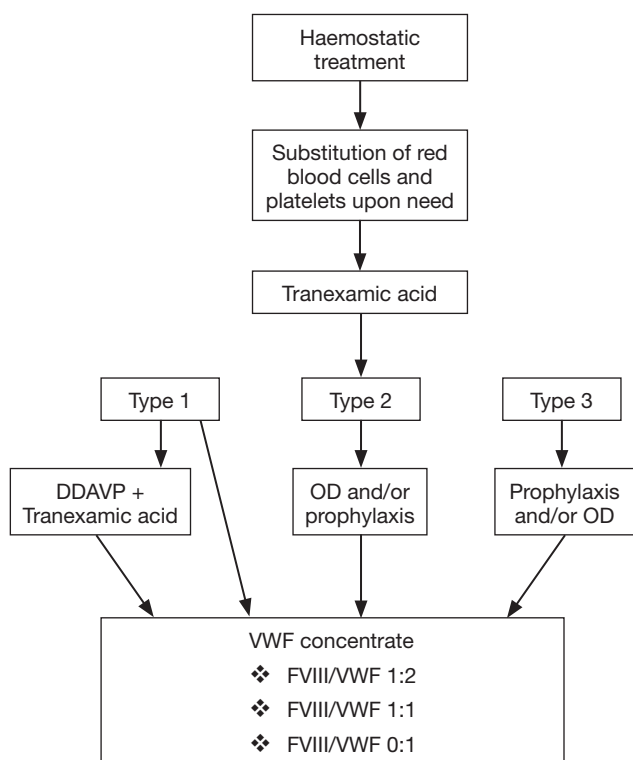 Haemostatic
treatment
Substitution of red
blood cells and
platelets upon need
Tranexamic acid
Type 1
Type 2
Type 3
DDAVP +
Tranexamic acid
OD and/or
prophylaxis
Prophylaxis
and/or OD
VWF concentrate
❖ FVIII/VWF 1:2
❖ FVIII/VWF 1:1
❖ FVIII/VWF 0:1